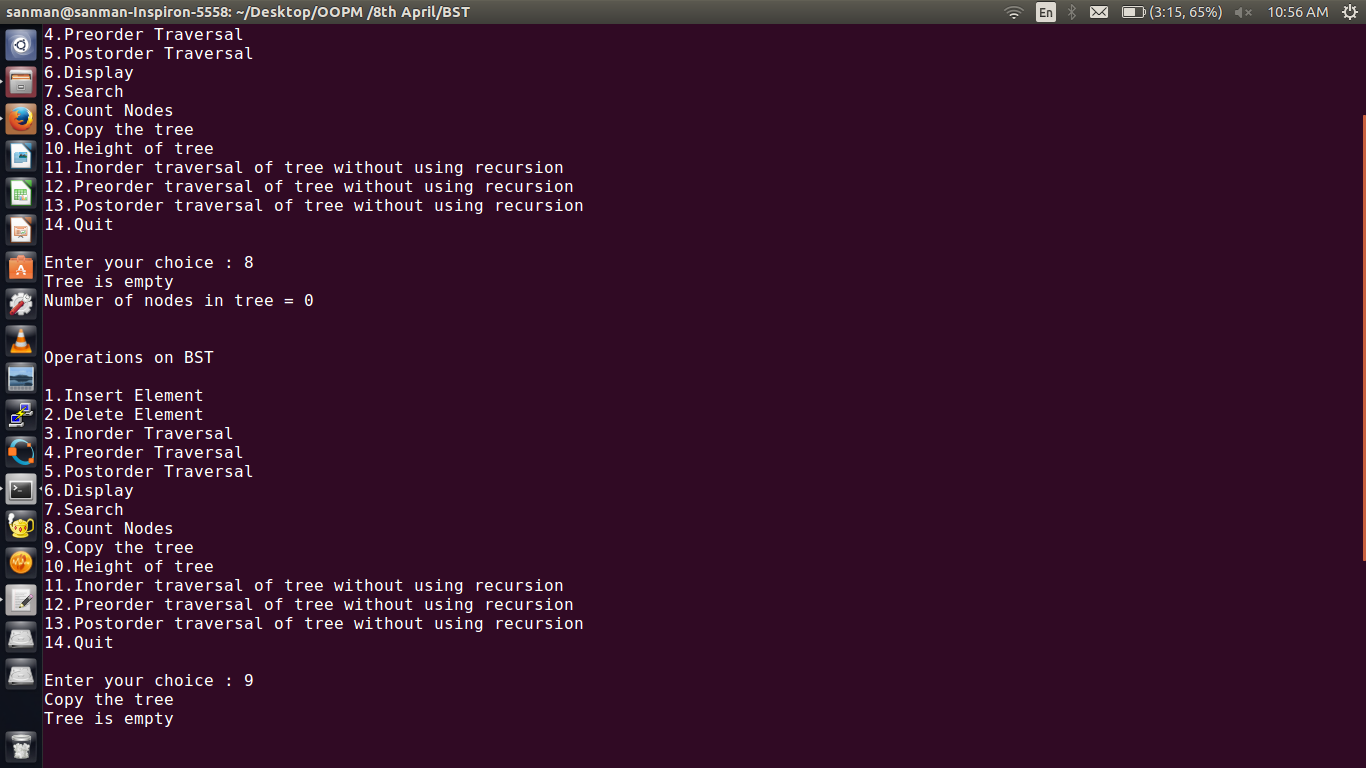 sanman@sanman-Inspiron-5558: ~/Desktop/OOPM /8th April/BST En (3:15, 65%) 10:56 AM
4.Preorder Traversal
5.Postorder Traversal
6.Display
7.Search
8.Count Nodes
9.Copy the tree
10.Height of tree
11.Inorder traversal of tree without using recursion
12.Preorder traversal of tree without using recursion
13.Postorder traversal of tree without using recursion
14.Quit
Enter your choice : 8
Tree is empty
Number of nodes in tree = 0
Operations on BST
1.Insert Element
2.Delete Element
3.Inorder Traversal
4.Preorder Traversal
5.Postorder Traversal
6.Display
7.Search
8.Count Nodes
9.Copy the tree
10.Height of tree
11.Inorder traversal of tree without using recursion
12.Preorder traversal of tree without using recursion
13.Postorder traversal of tree without using recursion
14.Quit
Enter your choice : 9
Copy the tree
Tree is empty